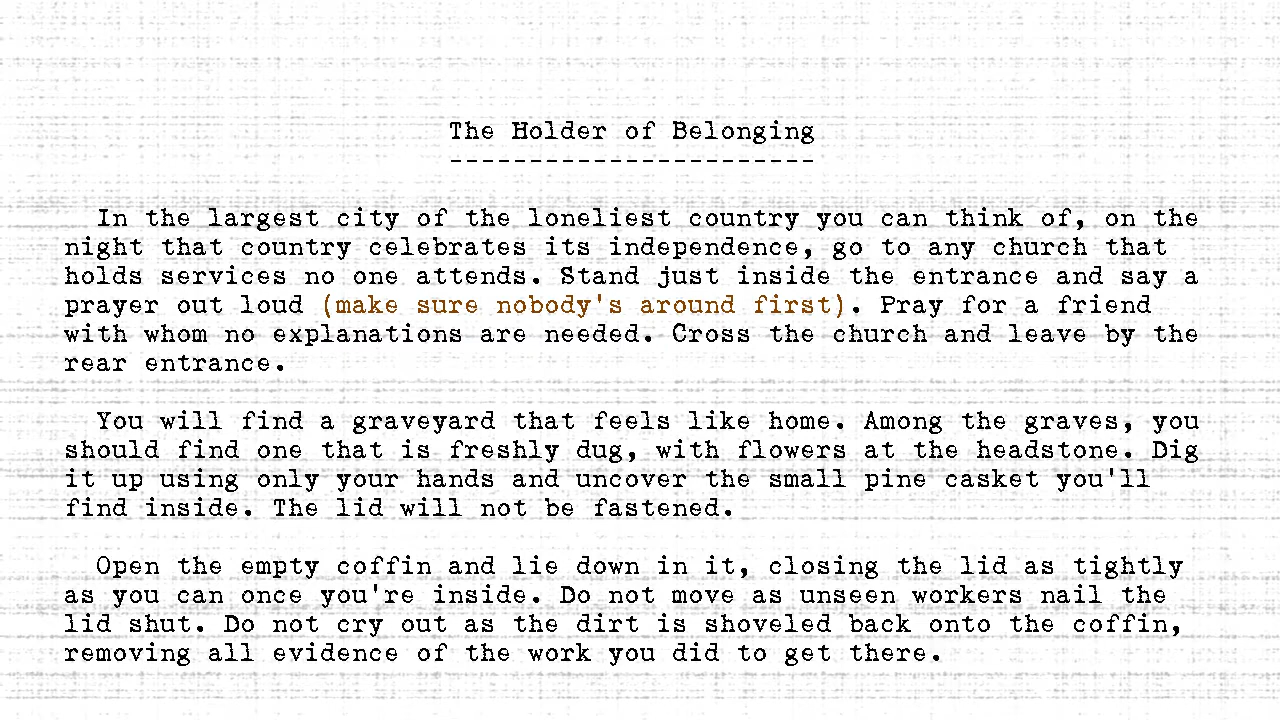 The Holder of Belonging
-----------------------
In the largest city of the loneliest country you can think of, on the
night that country celebrates its independence, go to any church that
holds services no one attends. Stand just inside the entrance and say a
prayer out loud (make sure nobody's around first). Pray for a friend
with whom no explanations are needed. Cross the church and leave by the
rear entrance.
You will find a graveyard that feels like home. Among the graves, you
should find one that is freshly dug, with flowers at the headstone. Dig
it up using only your hands and uncover the small pine casket you'll
find inside. The lid will not be fastened.
Open the empty coffin and lie down in it, closing the lid as tightly
as you can once you're inside. Do not move as unseen workers nail the
lid shut. Do not cry out as the dirt is shoveled back onto the coffin,
removing all evidence of the work you did to get there.